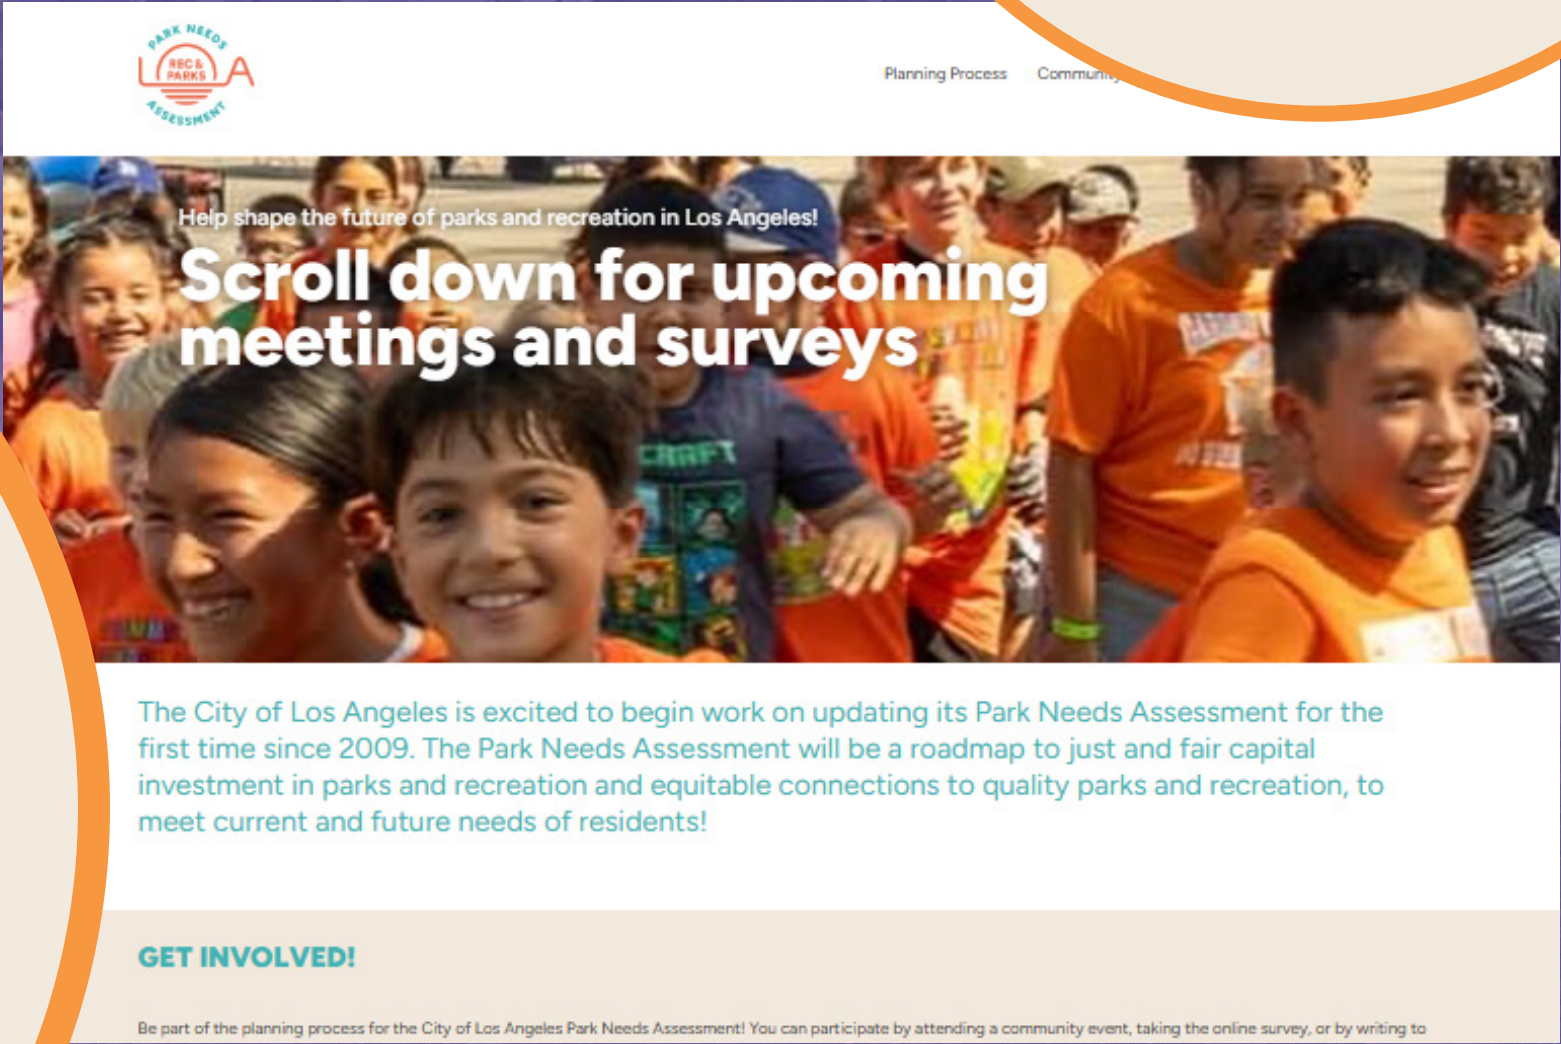 PARK NEEDS
REC &
PARKS
L A
ASSESSMENT
Planning Process Community
Help shape the future of parks and recreation in Los Angeles!
Scroll down for upcoming
meetings and surveys
CRAFT
The City of Los Angeles is excited to begin work on updating its Park Needs Assessment for the
first time since 2009. The Park Needs Assessment will be a roadmap to just and fair capital
investment in parks and recreation and equitable connections to quality parks and recreation, to
meet current and future needs of residents!
GET INVOLVED!
Be part of the planning process for the City of Los Angeles Park Needs Assessment! You can participate by attending a community event, taking the online survey, or by writing to